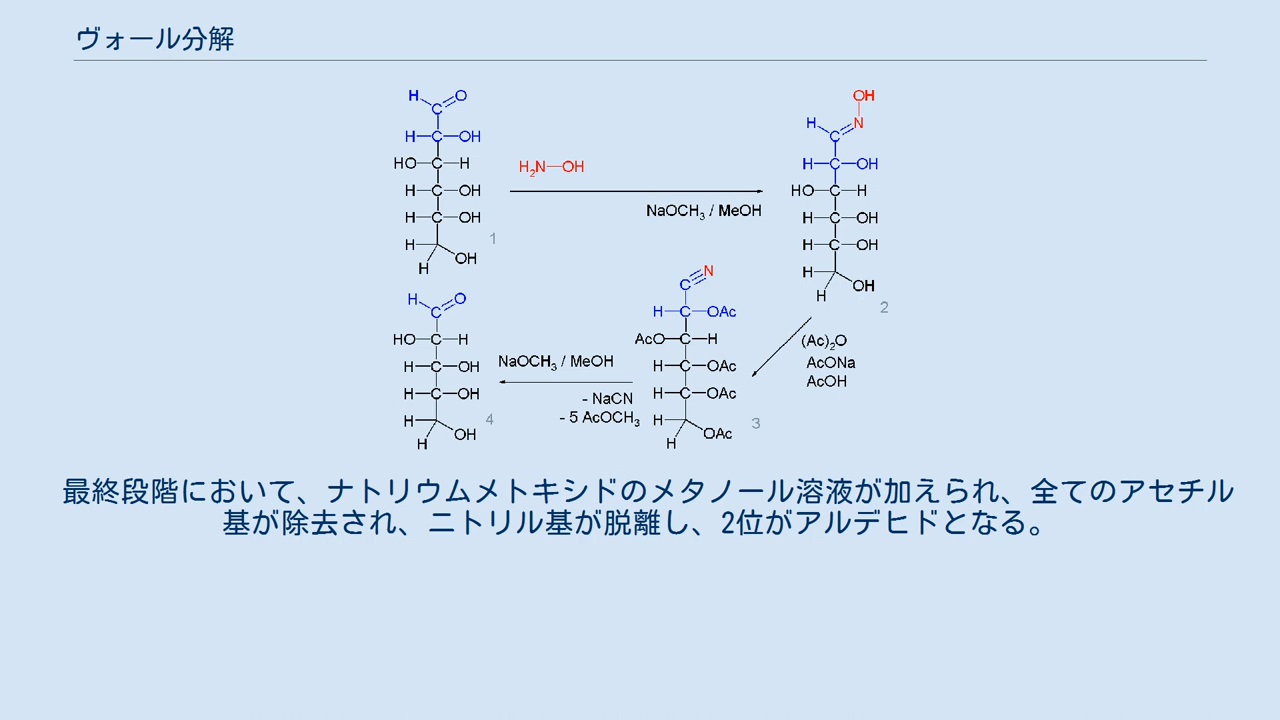 ヴォール分解
H C O
H C OH
HO C H
H C OH
H C OH
H
H OH
1
H₂N—OH
NaOCH₃ / MeOH
OH
H N
H C OH
HO C H
H C OH
H C OH
H
H OH
2
(Ac)₂O
AcONa
AcOH
C N
H C OAc
AcO C H
H C OAc
H C OAc
H
H OAc
3
NaOCH₃ / MeOH
- NaCN
- 5 AcOCH₃
H C O
HO C H
H C OH
H C OH
H
H OH
4
最終段階において、ナトリウムメトキシドのメタノール溶液が加えられ、全てのアセチル
基が除去され、ニトリル基が脱離し、2位がアルデヒドとなる。